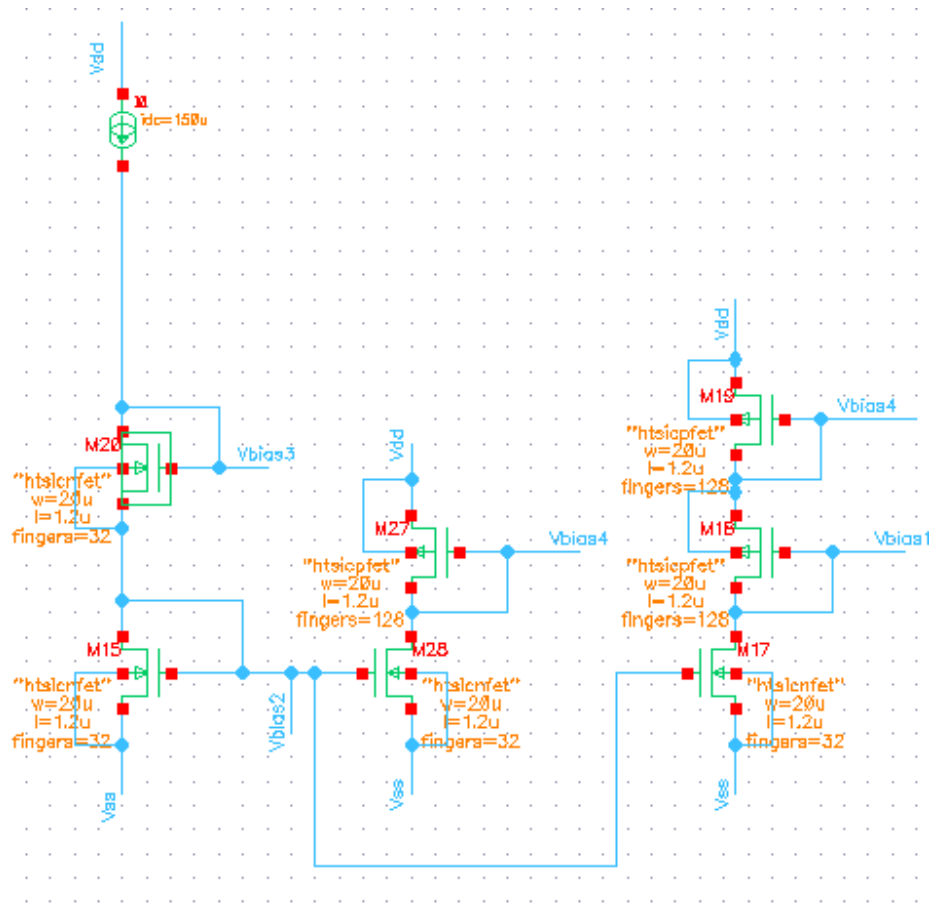 Vdd
idc=150u
M20
Vbias3
"htsicnfet"
w=20u
l=1.2u
fingers=32
M15
"htsicnfet"
w=20u
l=1.2u
fingers=32
Vss
Vbias2
Vdd
M27
Vbias4
"htsicpfet"
w=20u
l=1.2u
fingers=128
M28
"htsicnfet"
w=20u
l=1.2u
fingers=32
Vss
Vdd
M19
Vbias4
"htsicpfet"
w=20u
l=1.2u
fingers=128
M18
Vbias1
"htsicpfet"
w=20u
l=1.2u
fingers=128
M17
"htsicnfet"
w=20u
l=1.2u
fingers=32
Vss